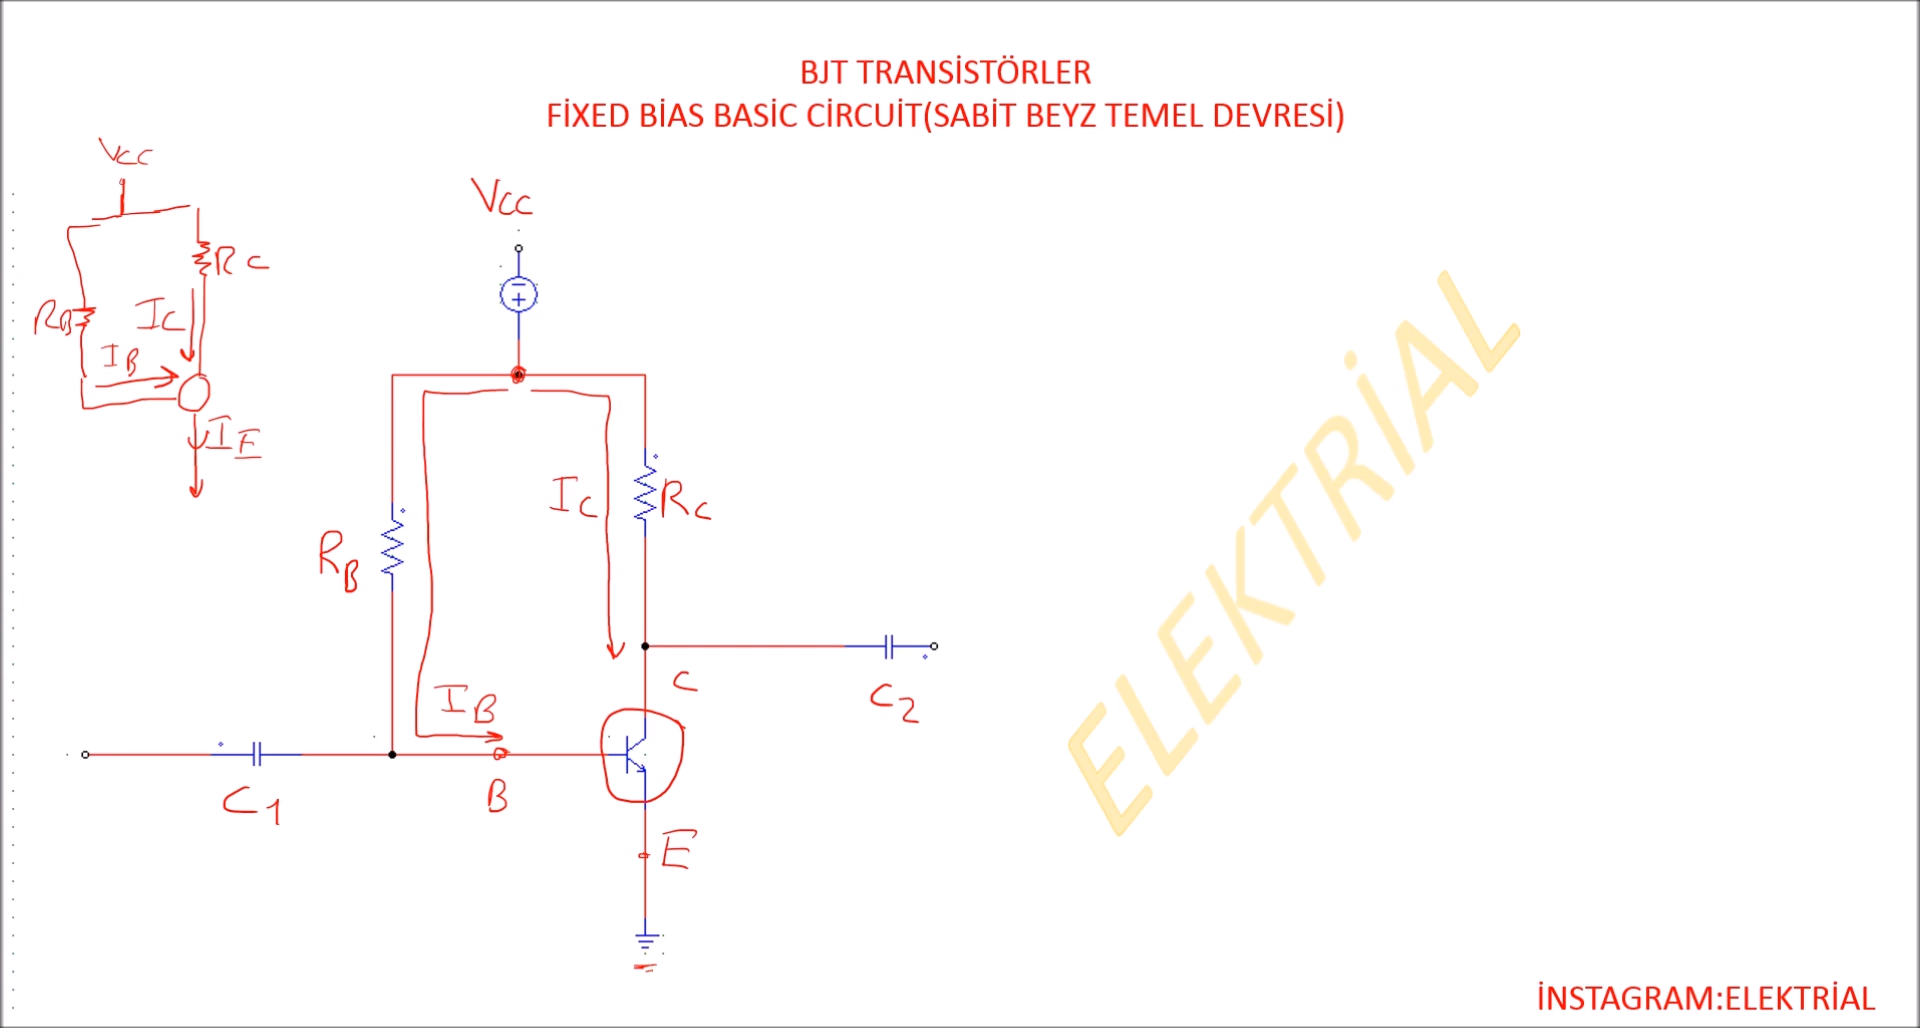 BJT TRANSİSTÖRLER
FİXED BİAS BASIC CİRCUİT(SABİT BEYZ TEMEL DEVRESİ)
VCC
RC
RB
IC
IB
IE
VCC
IC
RC
RB
IB
C
C2
C1
B
E
ELEKTRİAL
İNSTAGRAM:ELEKTRİAL